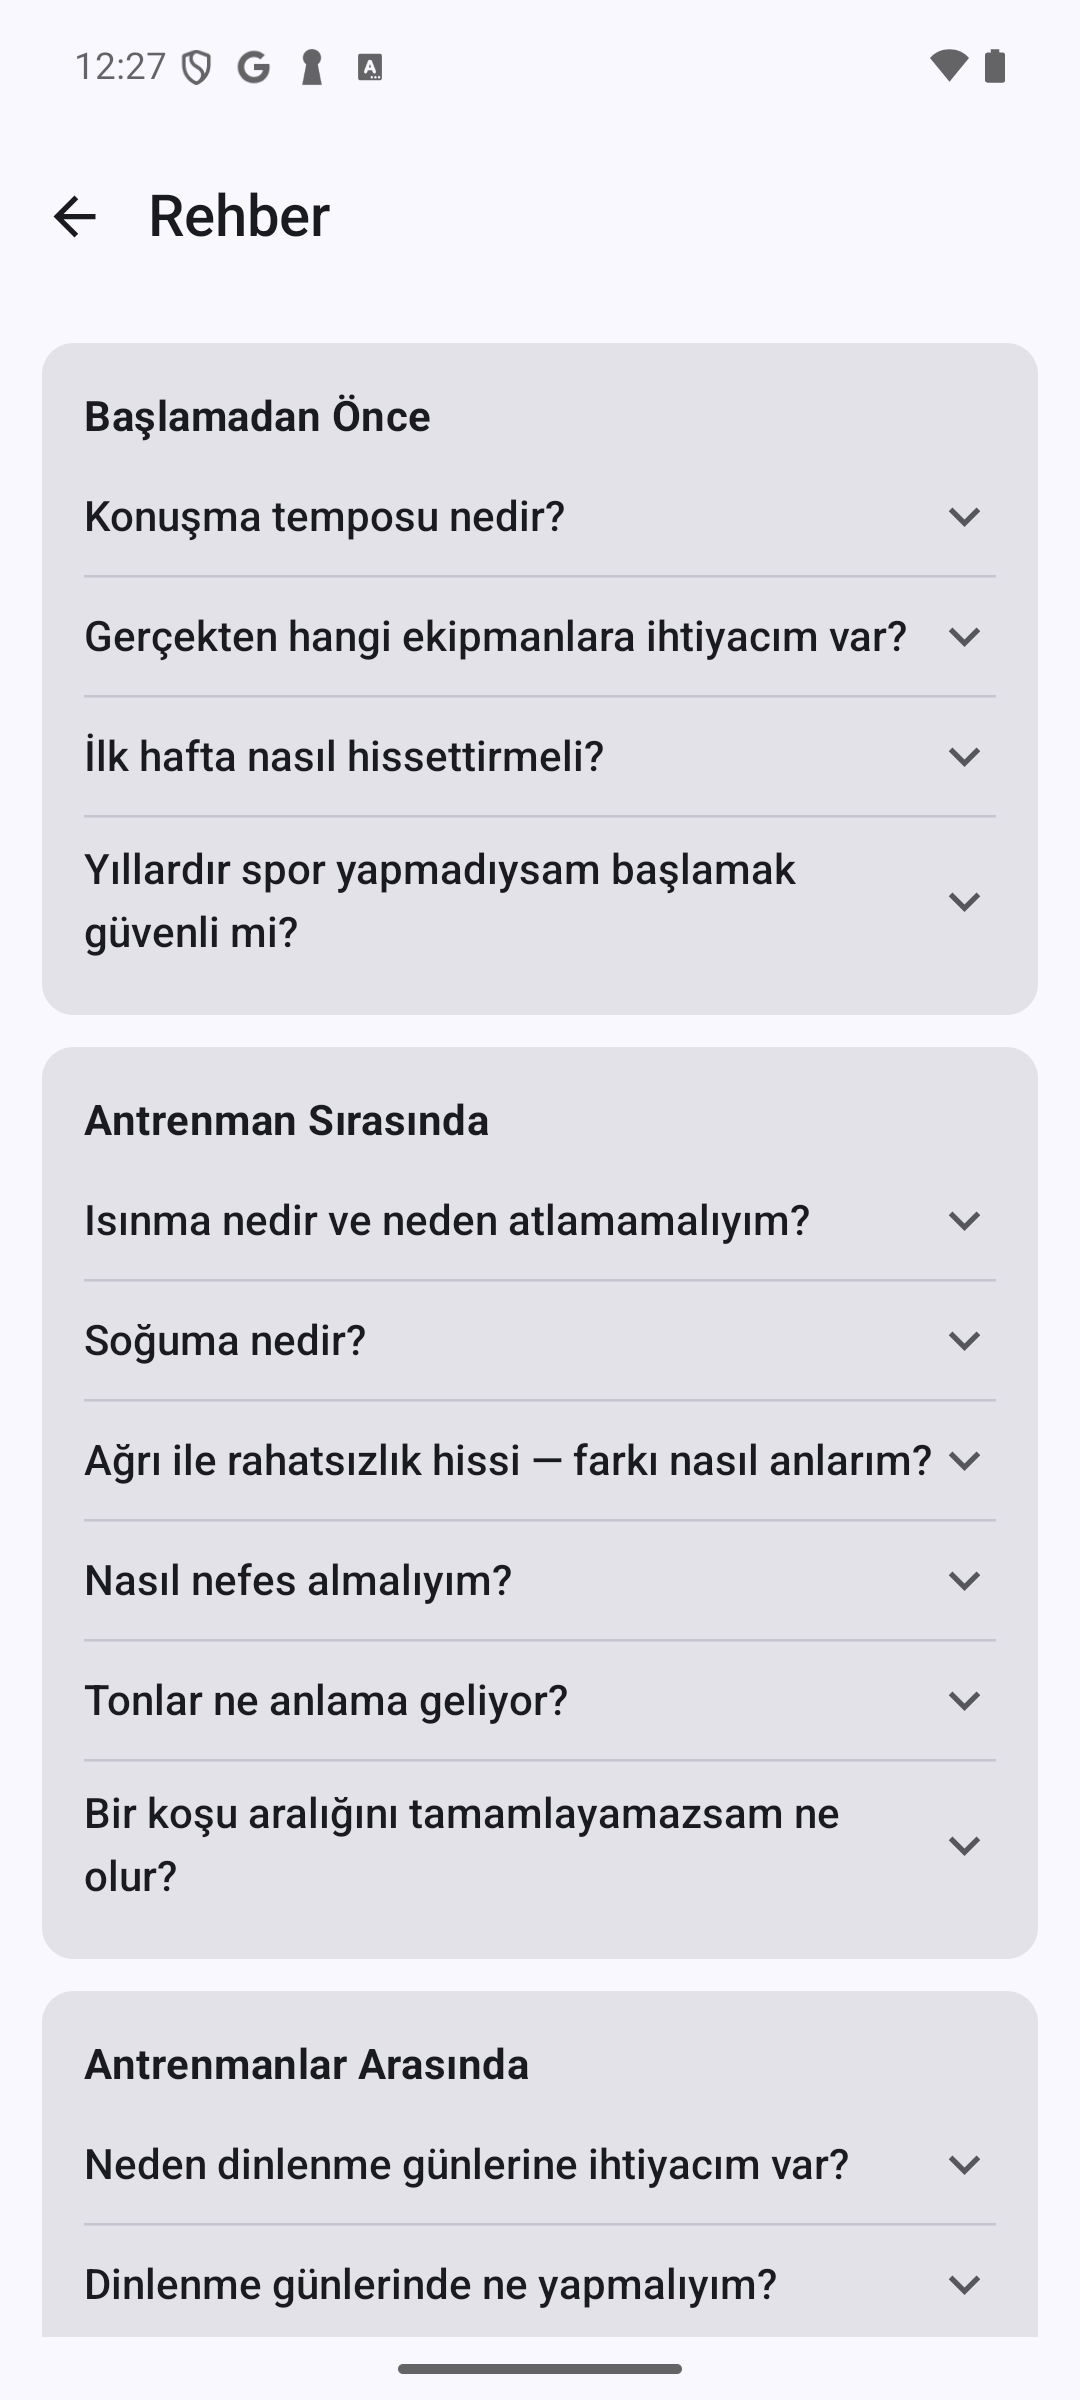 12:27
Rehber
Başlamadan Önce
Konuşma temposu nedir?
Gerçekten hangi ekipmanlara ihtiyacım var?
İlk hafta nasıl hissettirmeli?
Yıllardır spor yapmadıysam başlamak
güvenli mi?
Antrenman Sırasında
Isınma nedir ve neden atlamamalıyım?
Soğuma nedir?
Ağrı ile rahatsızlık hissi — farkı nasıl anlarım?
Nasıl nefes almalıyım?
Tonlar ne anlama geliyor?
Bir koşu aralığını tamamlayamazsam ne
olur?
Antrenmanlar Arasında
Neden dinlenme günlerine ihtiyacım var?
Dinlenme günlerinde ne yapmalıyım?